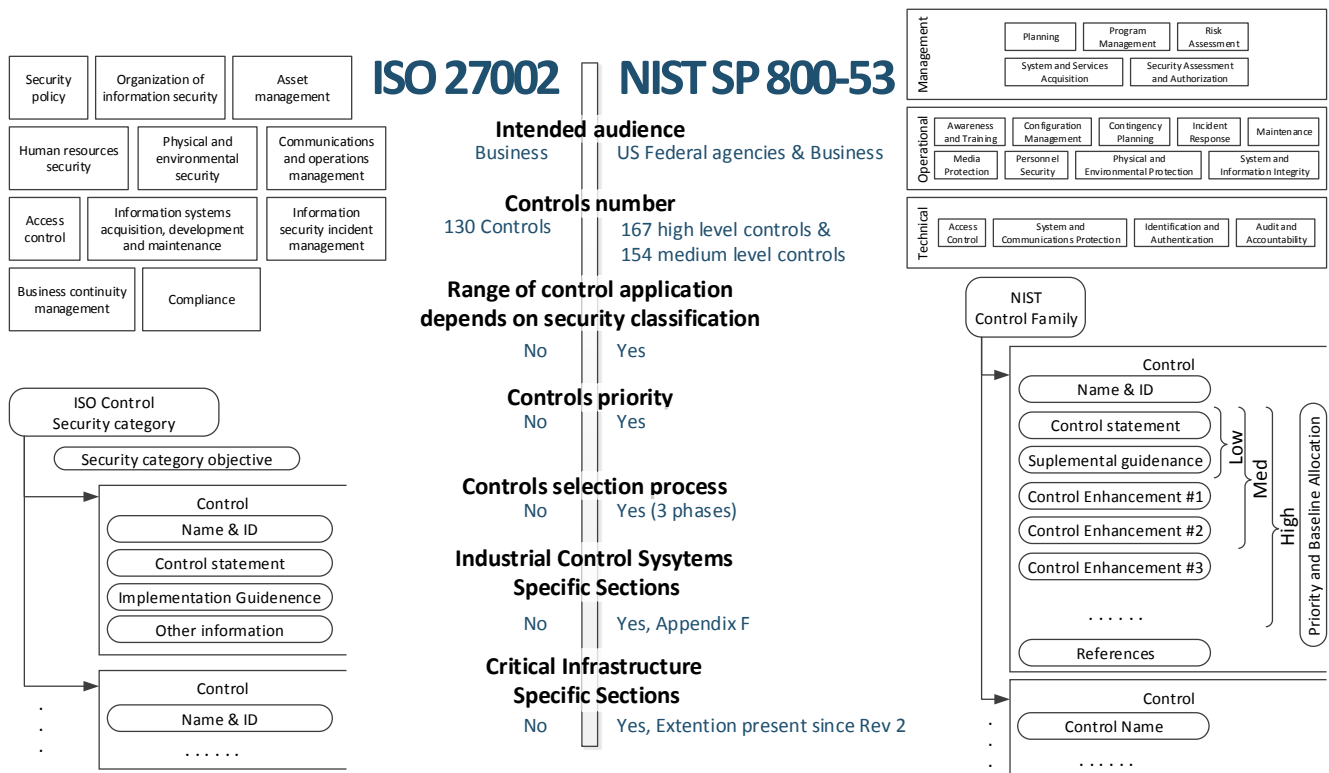 Security
policy
Organization of
information security
Asset
management
Human resources
security
Physical and
environmental
security
Communications
and operations
management
Access
control
Information systems
acquisition, development
and maintenance
Information
security incident
management
Business continuity
management
Compliance
ISO Control
Security category
Security category objective
Control
Name & ID
Control statement
Implementation Guidenence
Other information
Control
Name & ID
. . . . . .
.
.
.
ISO 27002
NIST SP 800-53
Intended audience
Business
US Federal agencies & Business
Controls number
130 Controls
167 high level controls &
154 medium level controls
Range of control application
depends on security classification
No
Yes
Controls priority
No
Yes
Controls selection process
No
Yes (3 phases)
Industrial Control Sysytems
Specific Sections
No
Yes, Appendix F
Critical Infrastructure
Specific Sections
No
Yes, Extention present since Rev 2
Management
Planning
Program
Management
Risk
Assessment
System and Services
Acquisition
Security Assessment
and Authorization
Operational
Awareness
and Training
Configuration
Management
Contingency
Planning
Incident
Response
Maintenance
Media
Protection
Personnel
Security
Physical and
Environmental Protection
System and
Information Integrity
Technical
Access
Control
System and
Communications Protection
Identification and
Authentication
Audit and
Accountability
NIST
Control Family
Control
Name & ID
Control statement
Suplemental guidenance
Control Enhancement #1
Control Enhancement #2
Control Enhancement #3
. . . . . .
References
Low
Med
High
Priority and Baseline Allocation
Control
Control Name
. . . . . .
.
.
.